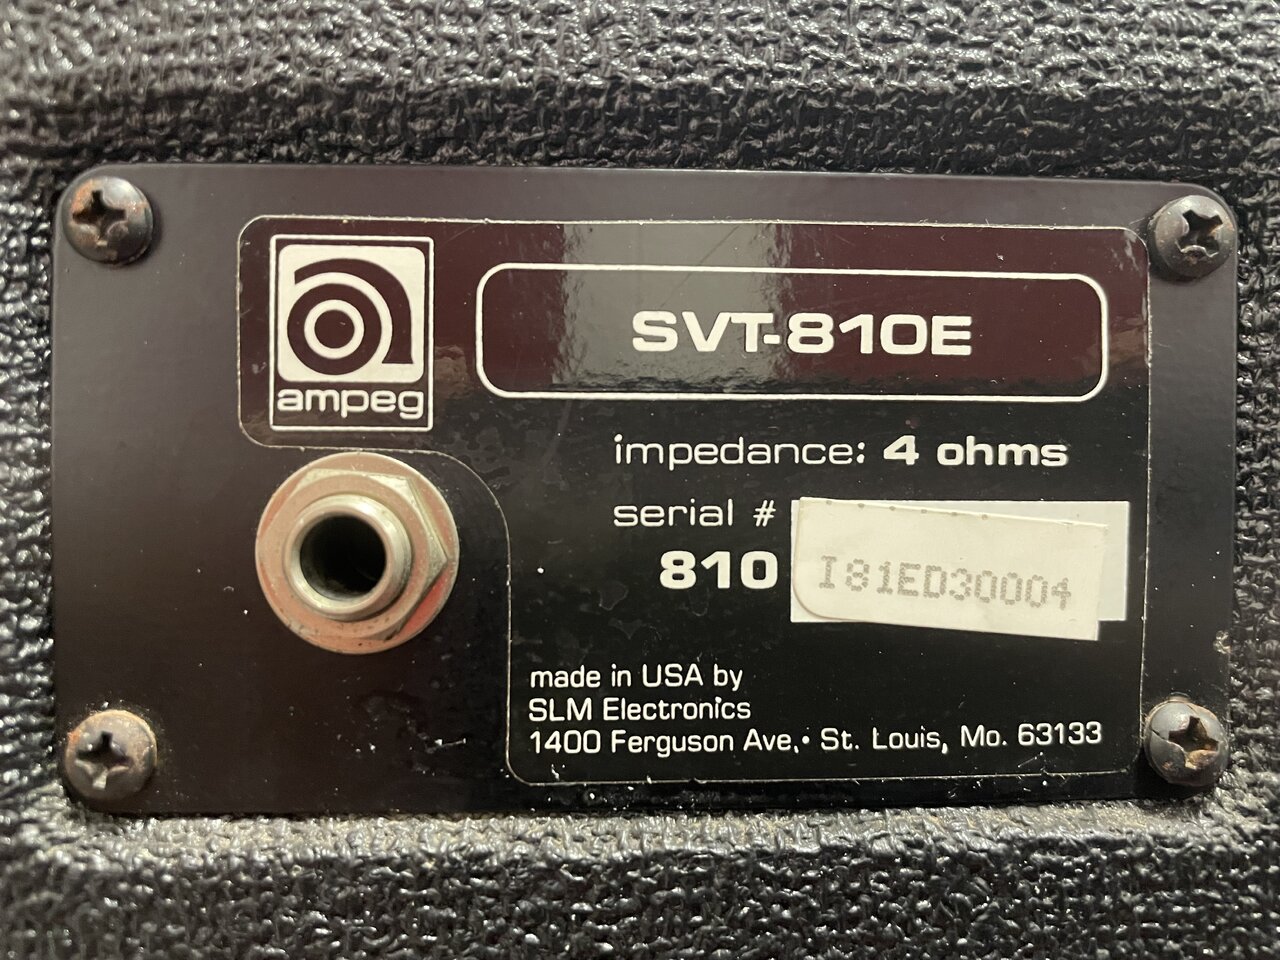 ampeg
SVT-810E
impedance: 4 ohms
serial #
810 I81ED30004
made in USA by
SLM Electronics
1400 Ferguson Ave.• St. Louis, Mo. 63133